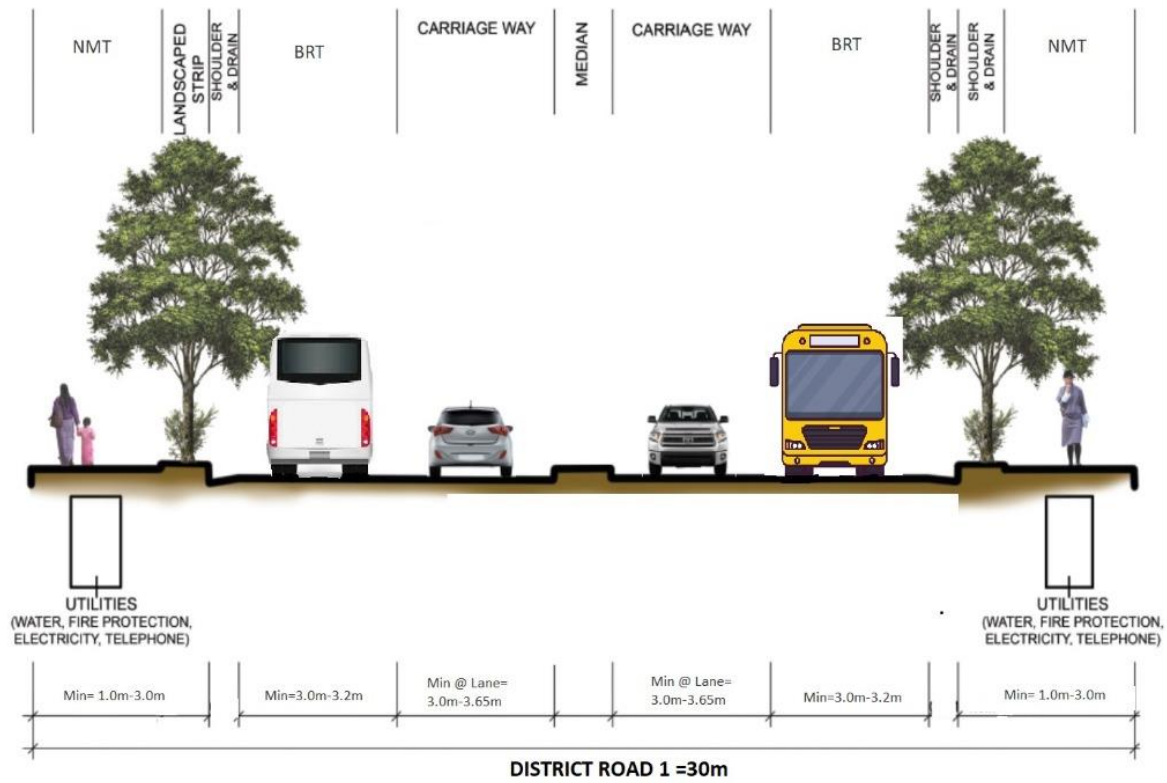 NMT
LANDSCAPED
STRIP
SHOULDER
& DRAIN
BRT
CARRIAGE WAY
MEDIAN
CARRIAGE WAY
BRT
SHOULDER
& DRAIN
SHOULDER
& DRAIN
NMT
UTILITIES
(WATER, FIRE PROTECTION,
ELECTRICITY, TELEPHONE)
UTILITIES
(WATER, FIRE PROTECTION,
ELECTRICITY, TELEPHONE)
Min= 1.0m-3.0m
Min=3.0m-3.2m
Min @ Lane=
3.0m-3.65m
Min @ Lane=
3.0m-3.65m
Min=3.0m-3.2m
Min= 1.0m-3.0m
DISTRICT ROAD 1 =30m